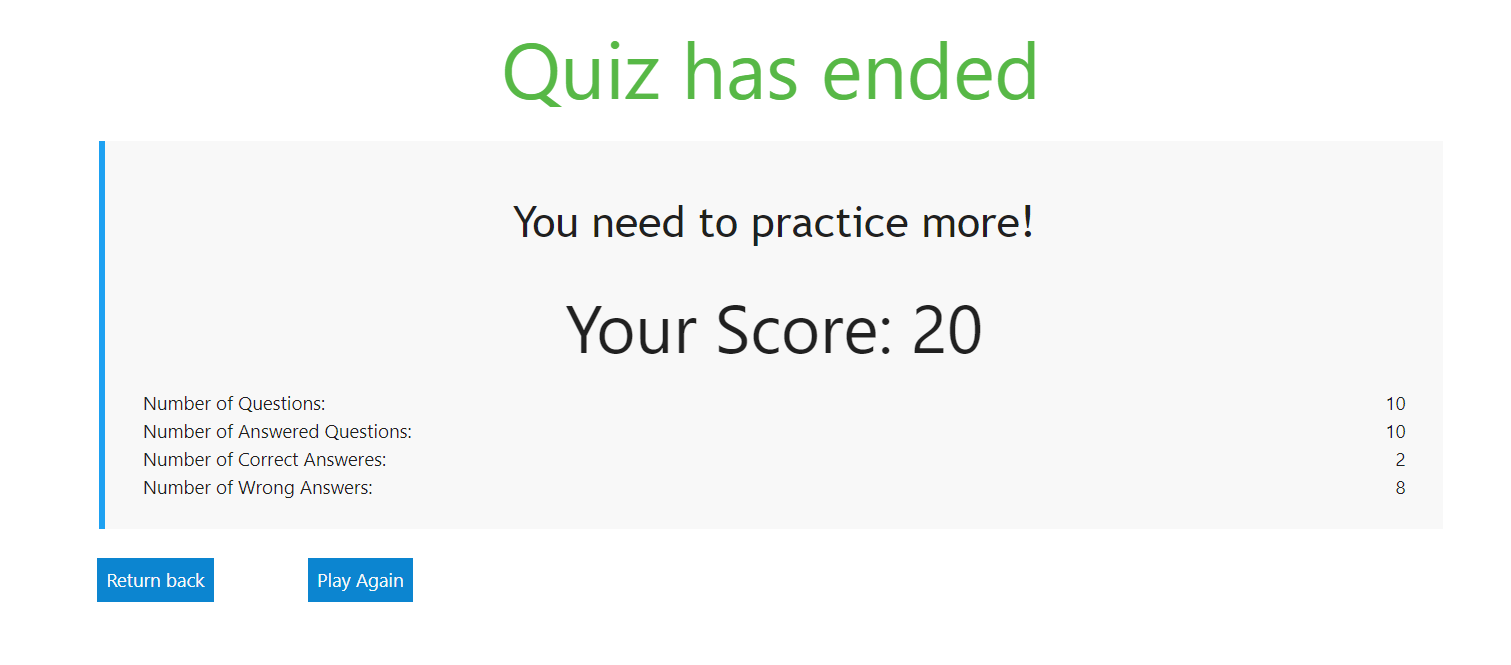 Quiz has ended
You need to practice more!
Your Score: 20
Number of Questions: 10
Number of Answered Questions: 10
Number of Correct Answeres: 2
Number of Wrong Answers: 8
Return back Play Again